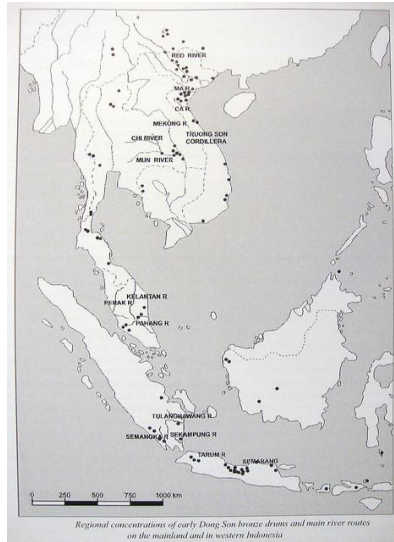 RED RIVER
MA R.
CA R.
MEKONG R.
TRUONG SON
CORDILLERA
CHI RIVER
MUN RIVER
KELANTAN R
PERAK R
PAHANG R
TULANGBAWANG R.
SEMANGKA R
SEKAMPUNG R
TARUM R
SEMARANG
0 250 500 750 1000 km
Regional concentrations of early Dong Son bronze drums and main river routes
on the mainland and in western Indonesia